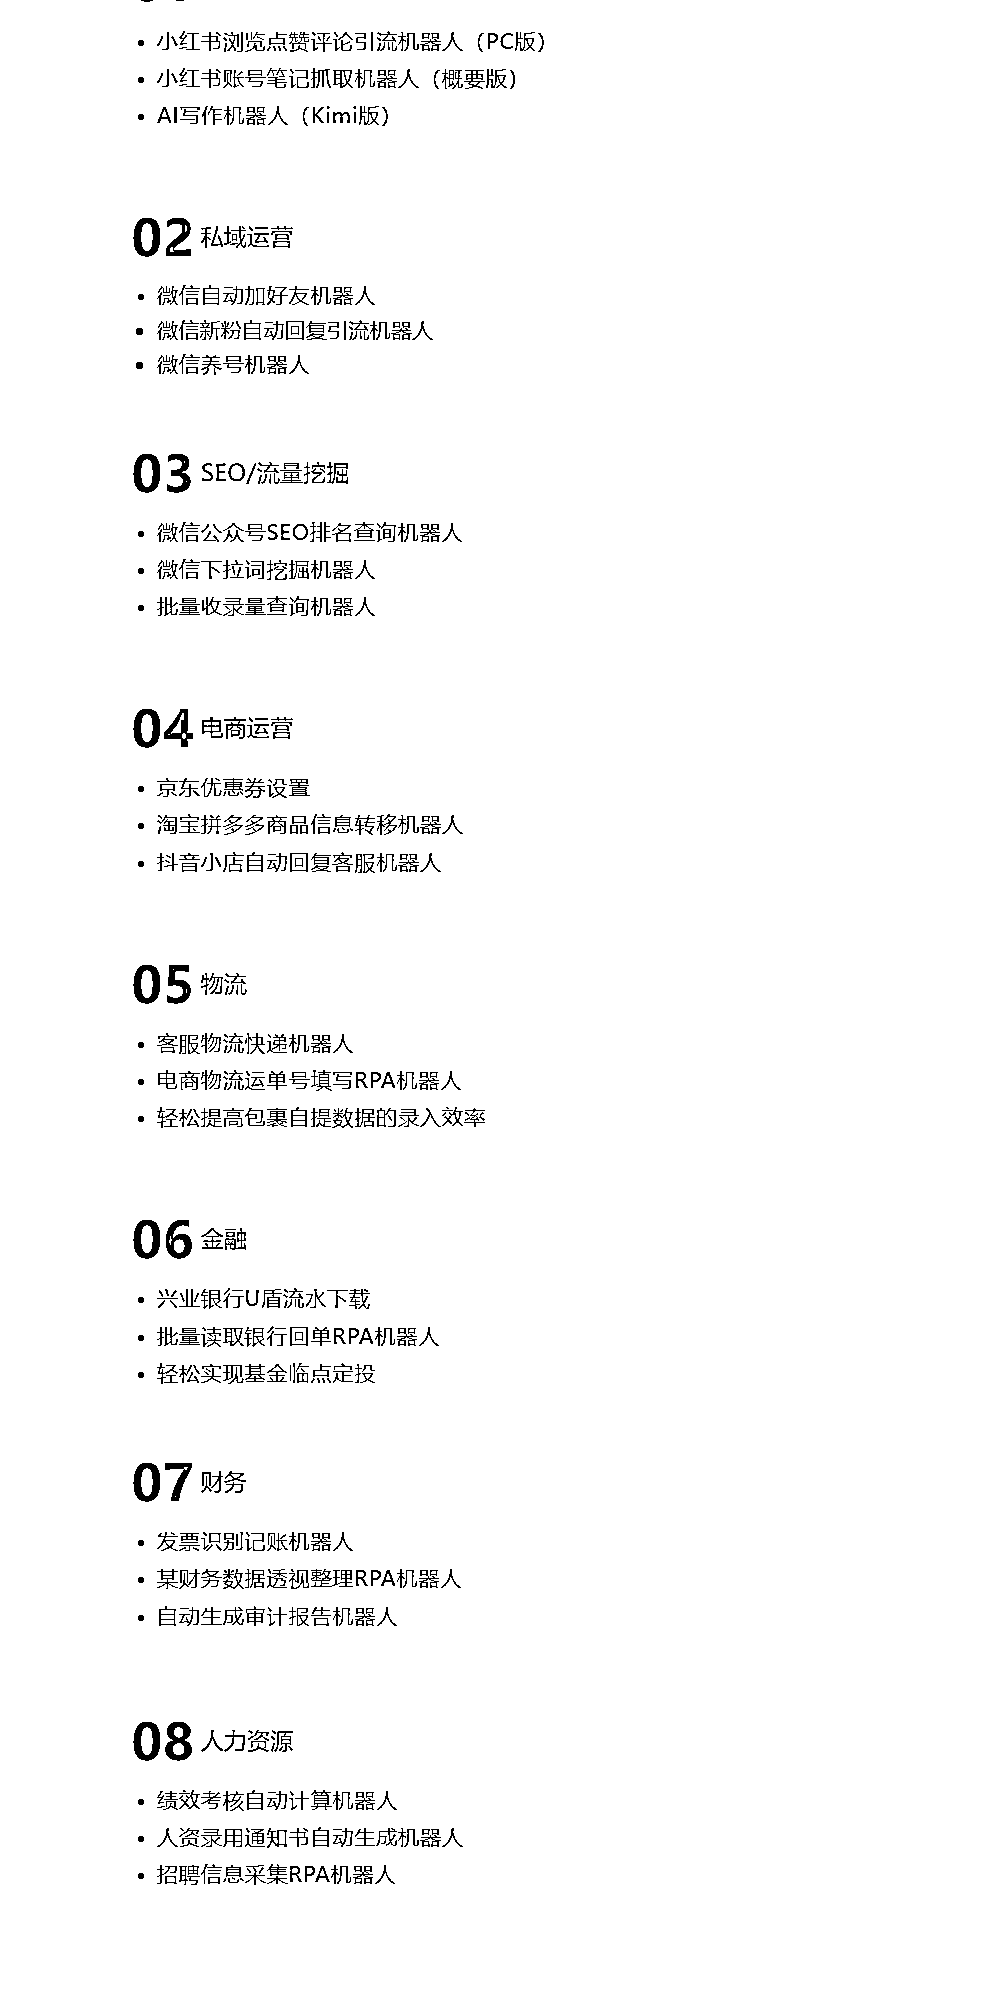 小红书浏览点赞评论引流机器人（PC版）
小红书账号笔记抓取机器人（概要版）
AI写作机器人（Kimi版）
02 私域运营
微信自动加好友机器人
微信新粉自动回复引流机器人
微信养号机器人
03 SEO/流量挖掘
微信公众号SEO排名查询机器人
微信下拉词挖掘机器人
批量收录量查询机器人
04 电商运营
京东优惠券设置
淘宝拼多多商品信息转移机器人
抖音小店自动回复客服机器人
05 物流
客服物流快递机器人
电商物流运单号填写RPA机器人
轻松提高包裹自提数据的录入效率
06 金融
兴业银行U盾流水下载
批量读取银行回单RPA机器人
轻松实现基金临点定投
07 财务
发票识别记账机器人
某财务数据透视整理RPA机器人
自动生成审计报告机器人
08 人力资源
绩效考核自动计算机器人
人资录用通知书自动生成机器人
招聘信息采集RPA机器人